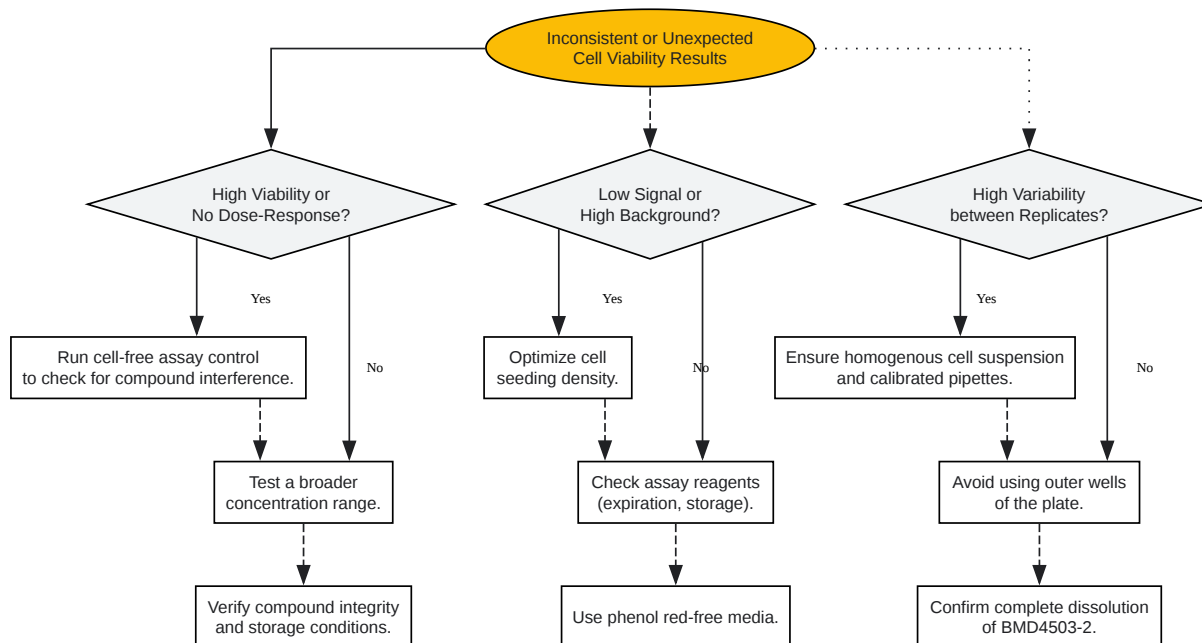 Inconsistent or Unexpected
Cell Viability Results
High Viability or
No Dose-Response?
Low Signal or
High Background?
High Variability
between Replicates?
Yes
Yes
Yes
Run cell-free assay control
to check for compound interference.
No
Optimize cell
seeding density.
No
Ensure homogenous cell suspension
and calibrated pipettes.
No
Test a broader
concentration range.
Check assay reagents
(expiration, storage).
Avoid using outer wells
of the plate.
Verify compound integrity
and storage conditions.
Use phenol red-free media.
Confirm complete dissolution
of BMD4503-2.